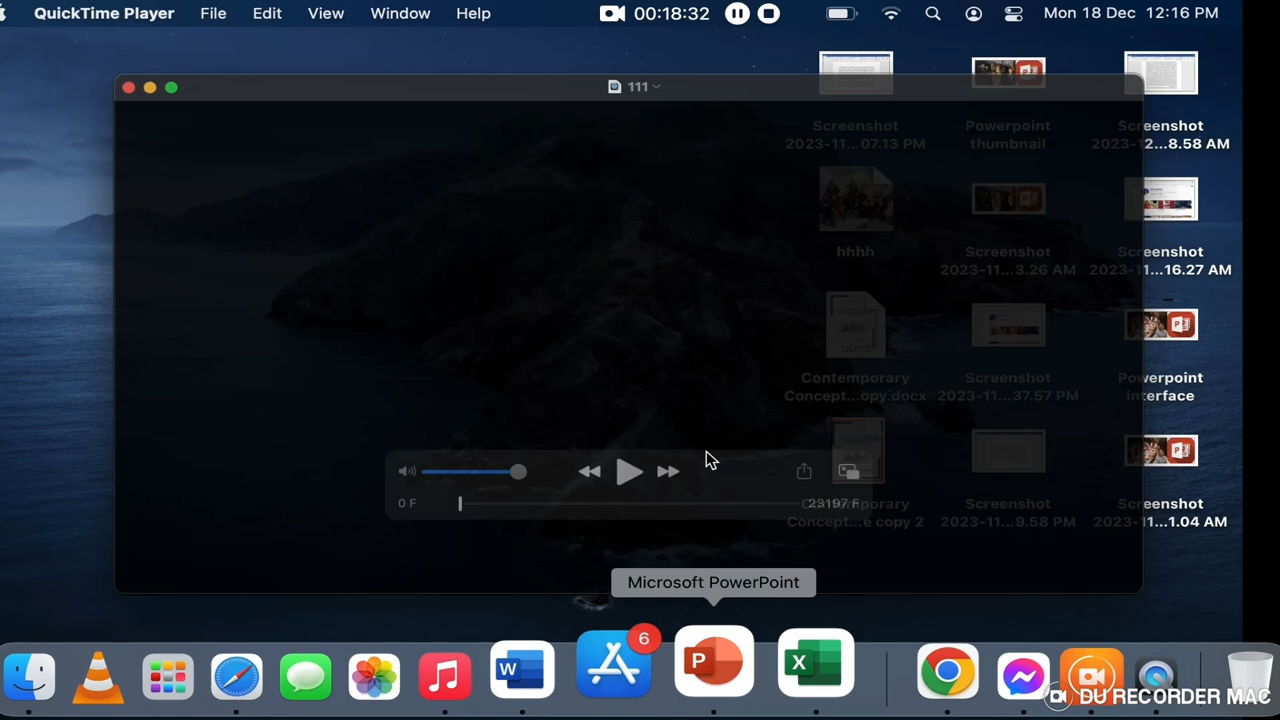 QuickTime Player File Edit View Window Help 00:18:32 Mon 18 Dec 12:16 PM
111
Screenshot
2023-11...07.13 PM
Powerpoint
thumbnail
Screenshot
2023-12...8.58 AM
hhhh
Screenshot
2023-11...3.26 AM
Screenshot
2023-11...16.27 AM
DOCX
Contemporary
Concept...opy.docx
Screenshot
2023-11...37.57 PM
Powerpoint
interface
Contemporary
Concept...e copy 2
Screenshot
2023-11...9.58 PM
Screenshot
2023-11...1.04 AM
0 F
23197 F
Microsoft PowerPoint
6
W
P
X
DU RECORDER MAC